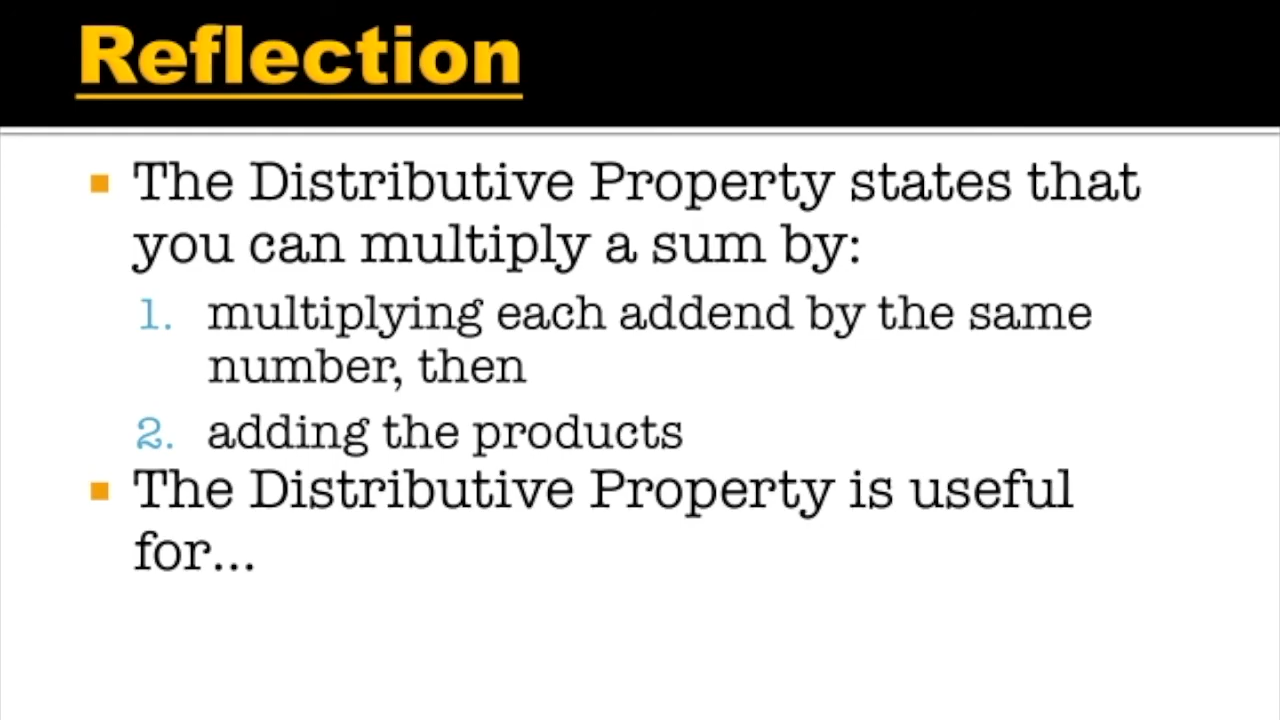 Reflection
▪ The Distributive Property states that
you can multiply a sum by:
1. multiplying each addend by the same
number, then
2. adding the products
▪ The Distributive Property is useful
for...